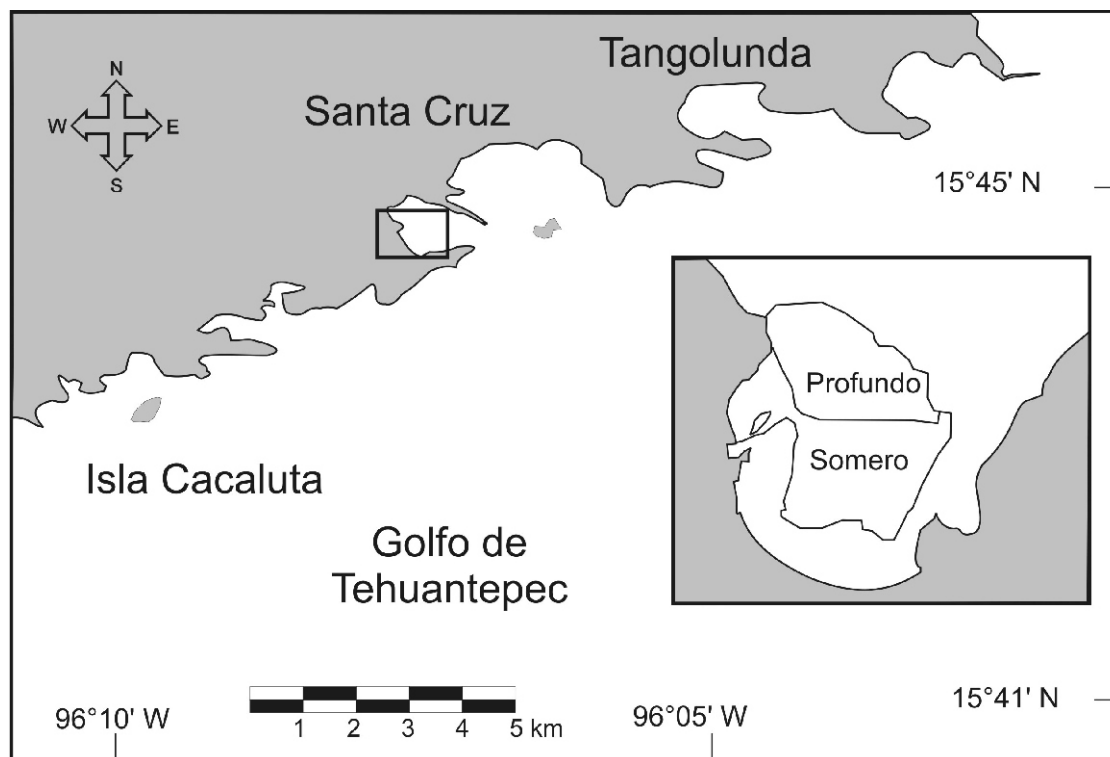 Tangolunda
Santa Cruz
N
W E
S
15°45' N
Profundo
Somero
Isla Cacaluta
Golfo de
Tehuantepec
1 2 3 4 5 km
96°10' W
96°05' W
15°41' N